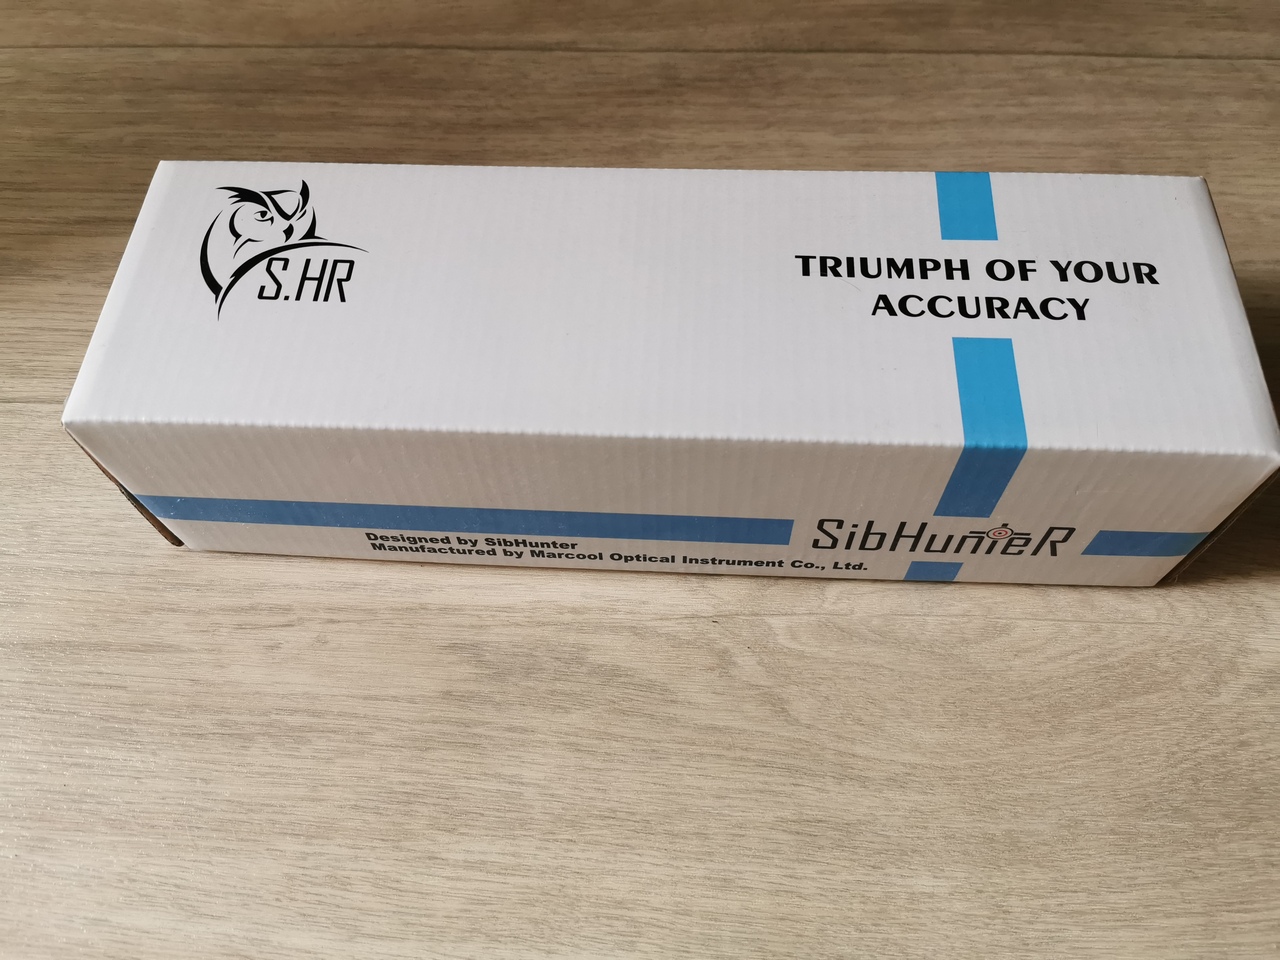 S.HR
TRIUMPH OF YOUR
ACCURACY
SibHunteR
Designed by SibHunter
Manufactured by Marcool Optical Instrument Co., Ltd.